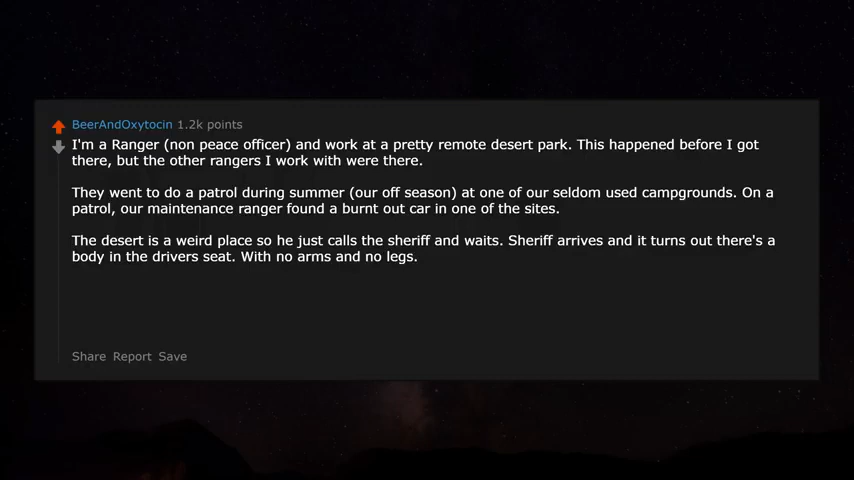 BeerAndOxytocin 1.2k points
I'm a Ranger (non peace officer) and work at a pretty remote desert park. This happened before I got
there, but the other rangers I work with were there.
They went to do a patrol during summer (our off season) at one of our seldom used campgrounds. On a
patrol, our maintenance ranger found a burnt out car in one of the sites.
The desert is a weird place so he just calls the sheriff and waits. Sheriff arrives and it turns out there's a
body in the drivers seat. With no arms and no legs.
Share Report Save